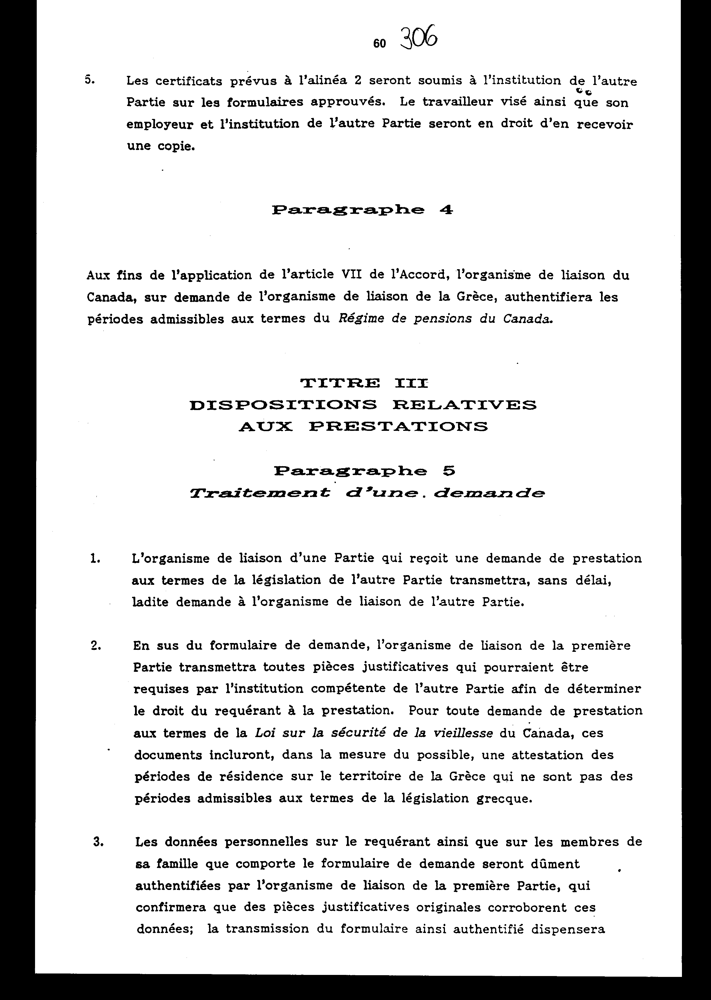 60 306
5. Les certificats prévus à l'alinéa 2 seront soumis à l'institution de l'autre
Partie sur les formulaires approuvés. Le travailleur visé ainsi que son
employeur et l'institution de l'autre Partie seront en droit d'en recevoir
une copie.
Paragraphe 4
Aux fins de l'application de l'article VII de l'Accord, l'organisme de liaison du
Canada, sur demande de l'organisme de liaison de la Grèce, authentifiera les
périodes admissibles aux termes du Régime de pensions du Canada.
TITRE III
DISPOSITIONS RELATIVES
AUX PRESTATIONS
Paragraphe 5
Traitement d'une demande
1. L'organisme de liaison d'une Partie qui reçoit une demande de prestation
aux termes de la législation de l'autre Partie transmettra, sans délai,
ladite demande à l'organisme de liaison de l'autre Partie.
2. En sus du formulaire de demande, l'organisme de liaison de la première
Partie transmettra toutes pièces justificatives qui pourraient être
requises par l'institution compétente de l'autre Partie afin de déterminer
le droit du requérant à la prestation. Pour toute demande de prestation
aux termes de la Loi sur la sécurité de la vieillesse du Canada, ces
documents incluront, dans la mesure du possible, une attestation des
périodes de résidence sur le territoire de la Grèce qui ne sont pas des
périodes admissibles aux termes de la législation grecque.
3. Les données personnelles sur le requérant ainsi que sur les membres de
sa famille que comporte le formulaire de demande seront dûment
authentifiées par l'organisme de liaison de la première Partie, qui
confirmera que des pièces justificatives originales corroborent ces
données; la transmission du formulaire ainsi authentifié dispensera